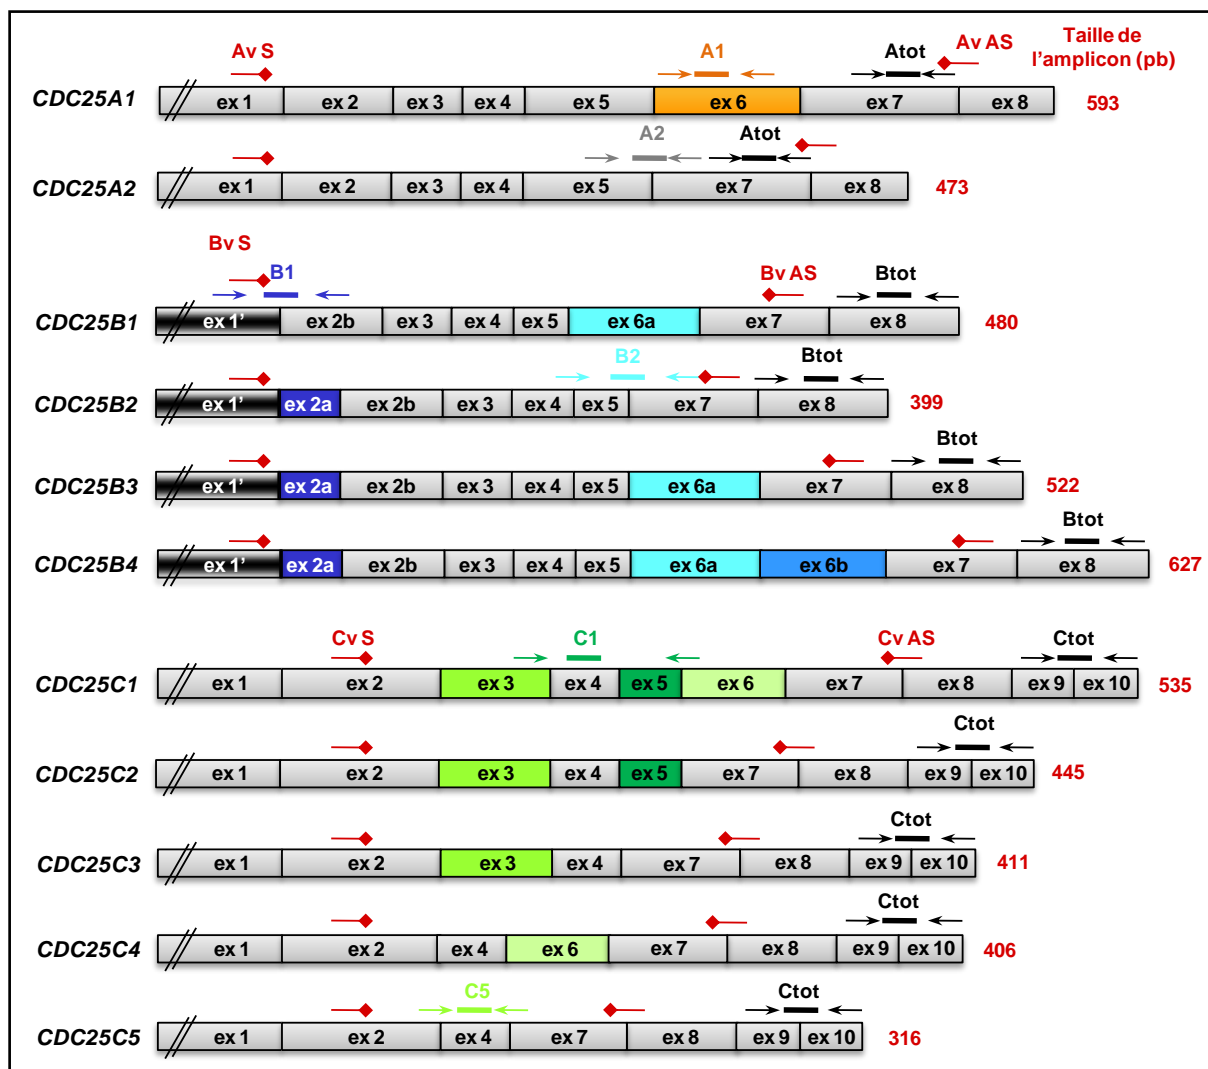 Av S A1 Atot Av AS Taille de
l'amplicon (pb)
CDC25A1 ex 1 ex 2 ex 3 ex 4 ex 5 ex 6 ex 7 ex 8 593
A2 Atot
CDC25A2 ex 1 ex 2 ex 3 ex 4 ex 5 ex 7 ex 8 473
Bv S B1 Bv AS Btot
CDC25B1 ex 1’ ex 2b ex 3 ex 4 ex 5 ex 6a ex 7 ex 8 480
B2 Btot
CDC25B2 ex 1’ ex 2a ex 2b ex 3 ex 4 ex 5 ex 7 ex 8 399
Btot
CDC25B3 ex 1’ ex 2a ex 2b ex 3 ex 4 ex 5 ex 6a ex 7 ex 8 522
Btot
CDC25B4 ex 1’ ex 2a ex 2b ex 3 ex 4 ex 5 ex 6a ex 6b ex 7 ex 8 627
Cv S C1 Cv AS Ctot
CDC25C1 ex 1 ex 2 ex 3 ex 4 ex 5 ex 6 ex 7 ex 8 ex 9 ex 10 535
Ctot
CDC25C2 ex 1 ex 2 ex 3 ex 4 ex 5 ex 7 ex 8 ex 9 ex 10 445
Ctot
CDC25C3 ex 1 ex 2 ex 3 ex 4 ex 7 ex 8 ex 9 ex 10 411
Ctot
CDC25C4 ex 1 ex 2 ex 4 ex 6 ex 7 ex 8 ex 9 ex 10 406
C5 Ctot
CDC25C5 ex 1 ex 2 ex 4 ex 7 ex 8 ex 9 ex 10 316